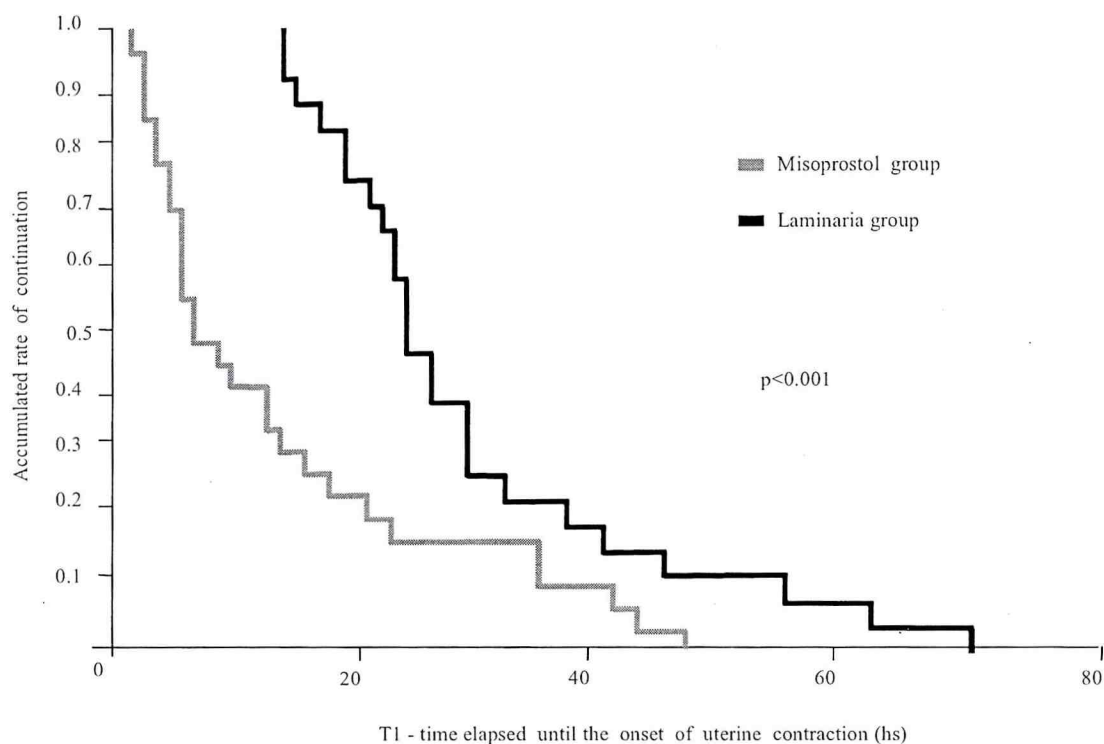 1.0
0.9
0.8
0.7
0.6
0.5
0.4
0.3
0.2
0.1
Accumulated rate of continuation
Misoprostol group
Laminaria group
p<0.001
0 20 40 60 80
T1 - time elapsed until the onset of uterine contraction (hs)